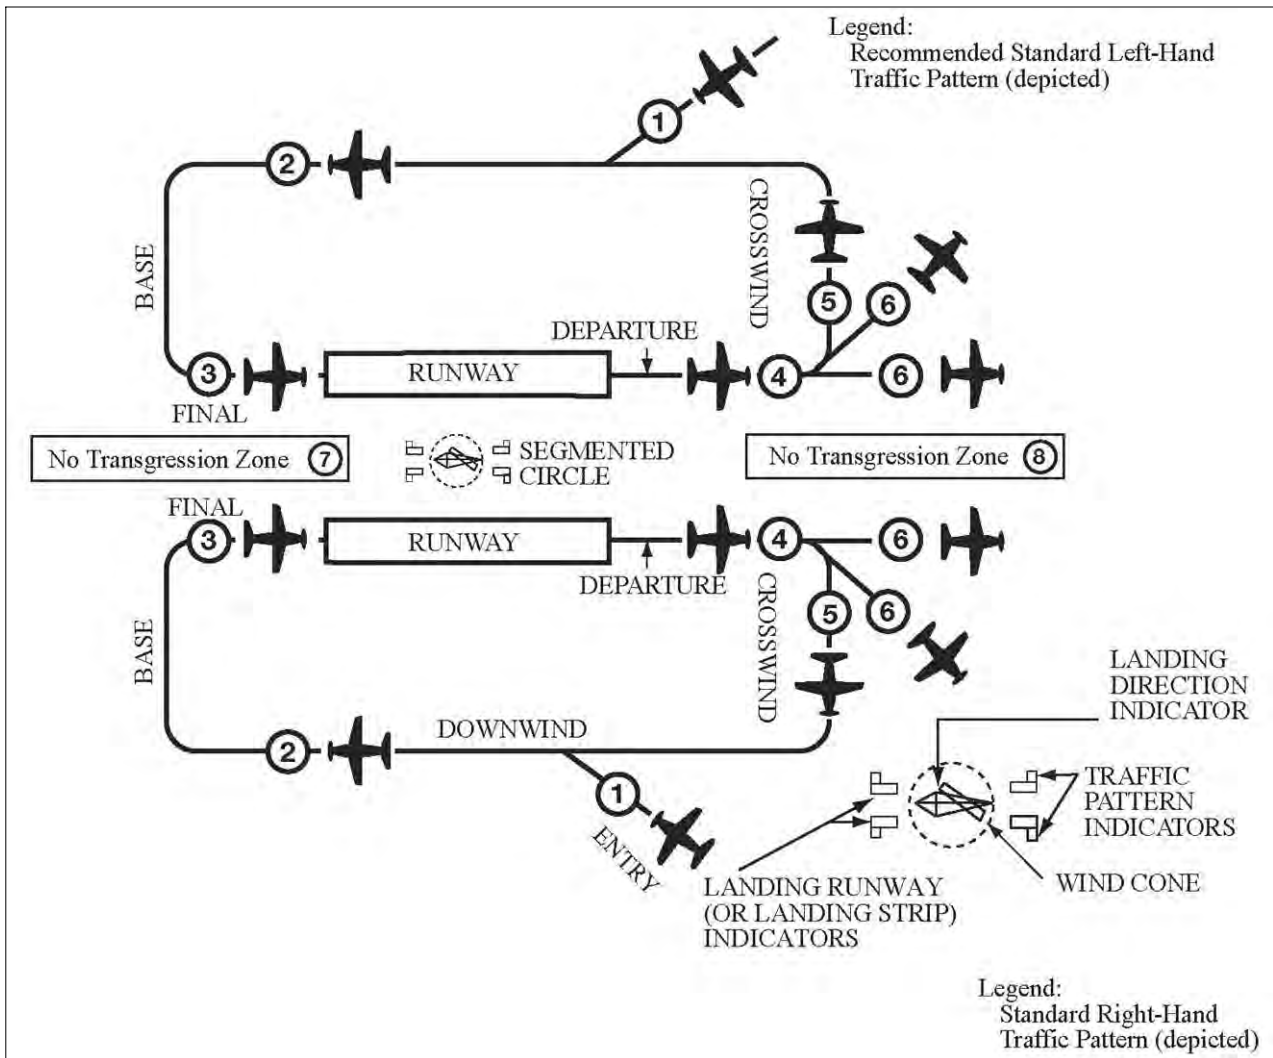 Legend:
Recommended Standard Left-Hand
Traffic Pattern (depicted)
1
2
CROSSWIND
BASE
5
6
DEPARTURE
3
RUNWAY
4
6
FINAL
No Transgression Zone 7
SEGMENTED
CIRCLE
No Transgression Zone 8
FINAL
3
RUNWAY
4
6
DEPARTURE
CROSSWIND
BASE
5
6
2
DOWNWIND
1
ENTRY
LANDING
DIRECTION
INDICATOR
TRAFFIC
PATTERN
INDICATORS
WIND CONE
LANDING RUNWAY
(OR LANDING STRIP)
INDICATORS
Legend:
Standard Right-Hand
Traffic Pattern (depicted)